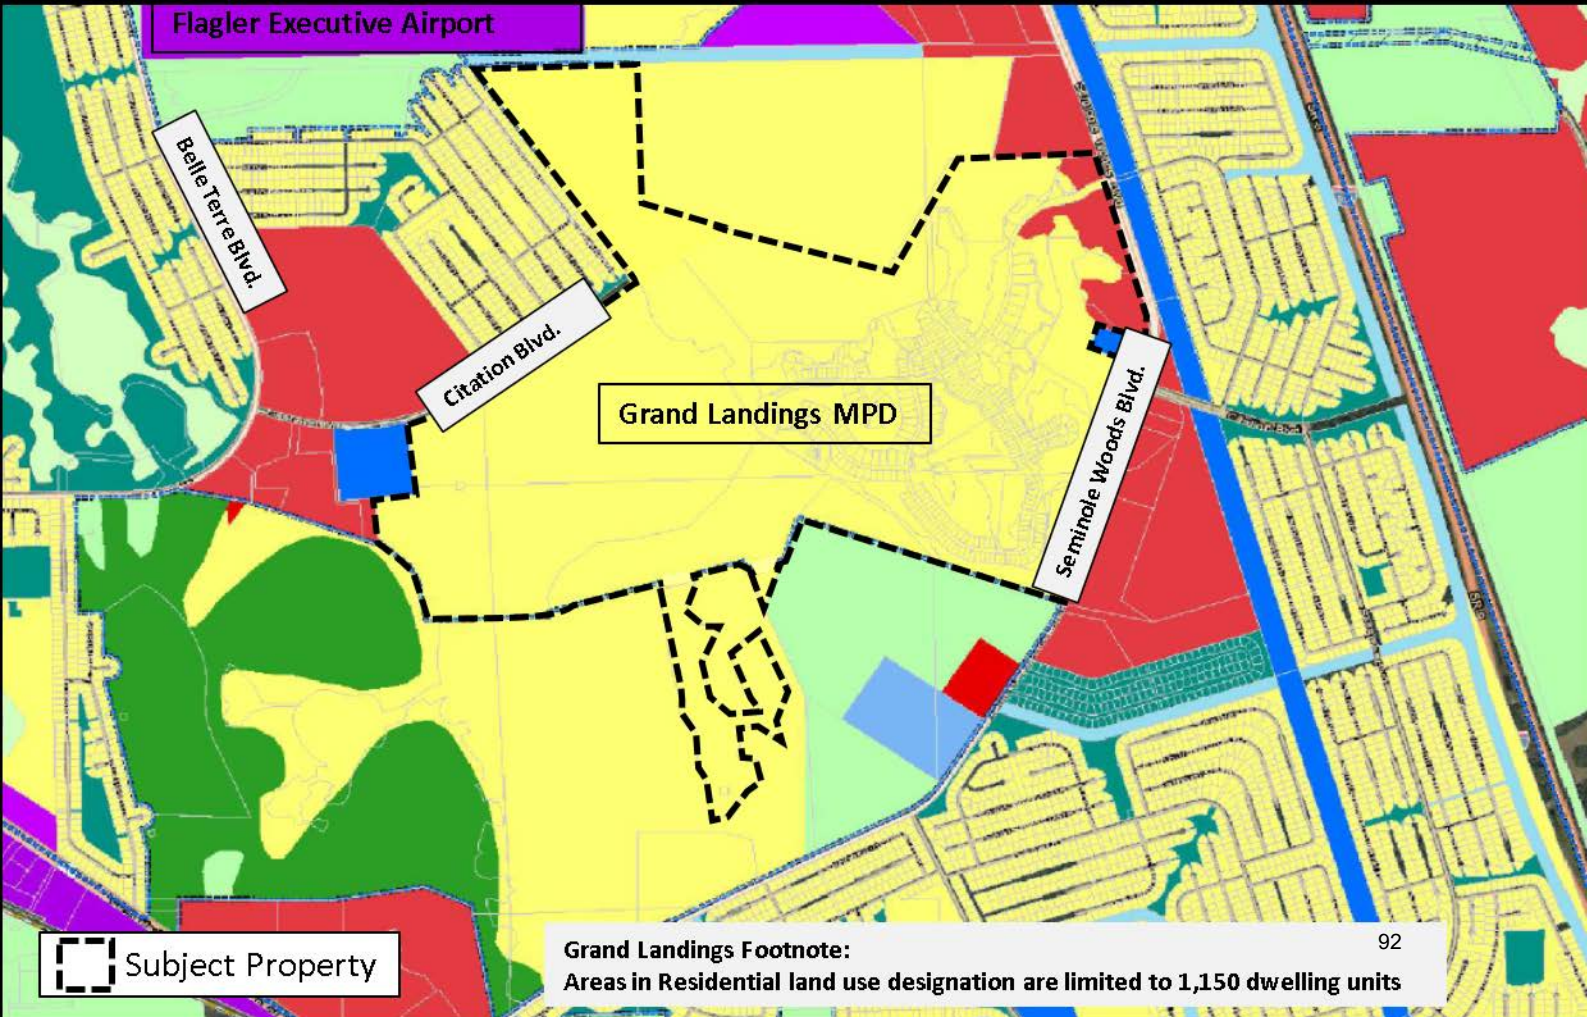 Flagler Executive Airport
Belle Terre Blvd.
Citation Blvd.
Grand Landings MPD
Seminole Woods Blvd.
Subject Property
92
Grand Landings Footnote:
Areas in Residential land use designation are limited to 1,150 dwelling units